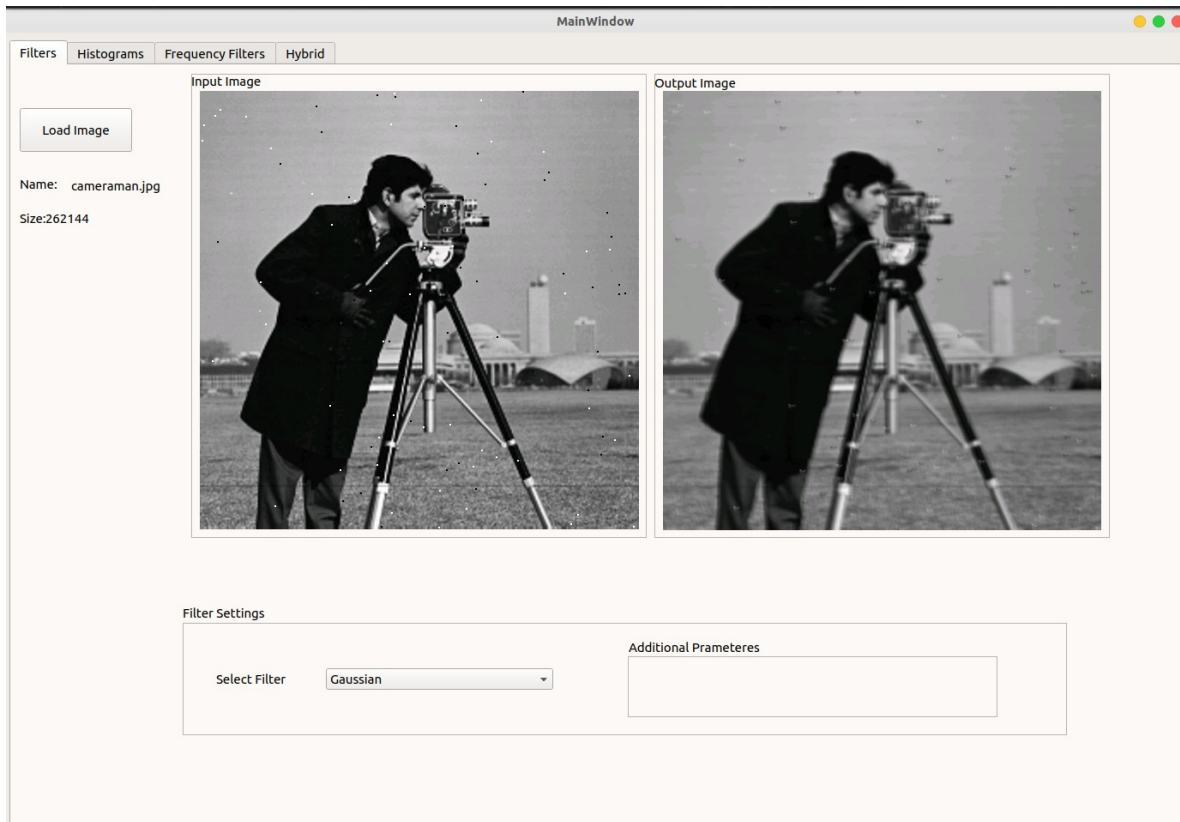 MainWindow
Filters Histograms Frequency Filters Hybrid
Input Image Output Image
Load Image
Name: cameraman.jpg
Size:262144
Filter Settings
Additional Prameteres
Select Filter Gaussian